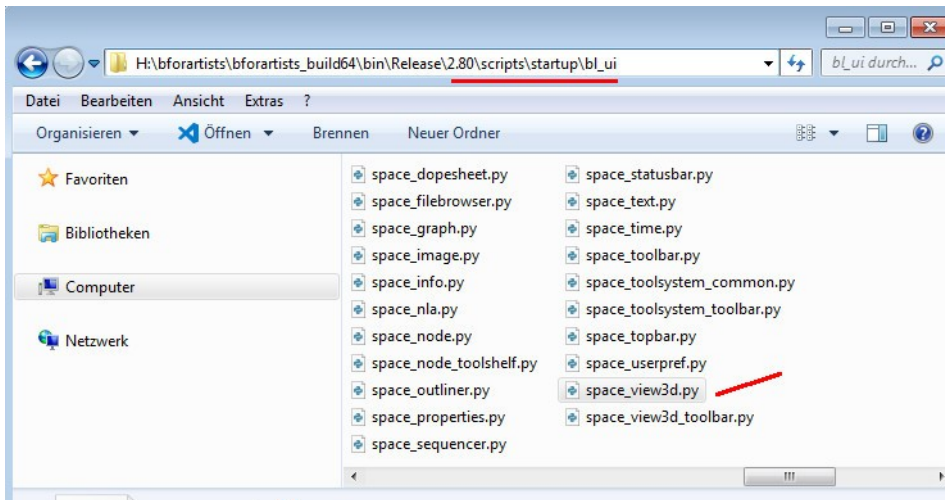 H:\bforartists\bforartists_build64\bin\Release\2.80\scripts\startup\bl_ui
bl_ui durch...
Datei Bearbeiten Ansicht Extras ?
Organisieren Öffnen Brennen Neuer Ordner
Favoriten
Bibliotheken
Computer
Netzwerk
space_dopesheet.py
space_filebrowser.py
space_graph.py
space_image.py
space_info.py
space_nla.py
space_node.py
space_node_toolshelf.py
space_outliner.py
space_properties.py
space_sequencer.py
space_statusbar.py
space_text.py
space_time.py
space_toolbar.py
space_toolsystem_common.py
space_toolsystem_toolbar.py
space_topbar.py
space_userpref.py
space_view3d.py
space_view3d_toolbar.py